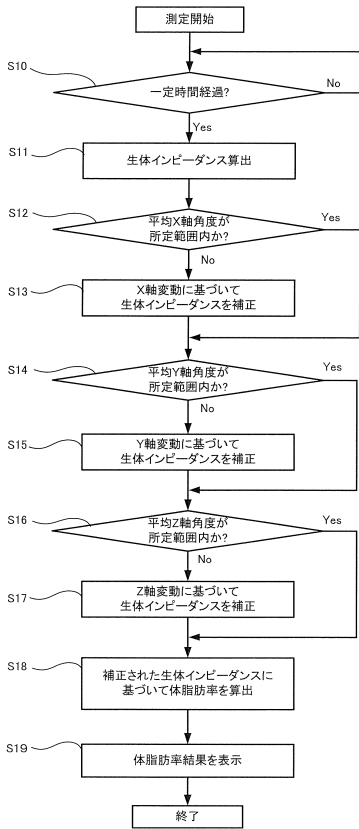 測定開始
S10
一定時間経過?
No
Yes
S11
生体インピーダンス算出
S12
平均X軸角度が
所定範囲内か?
Yes
No
S13
X軸変動に基づいて
生体インピーダンスを補正
S14
平均Y軸角度が
所定範囲内か?
Yes
No
S15
Y軸変動に基づいて
生体インピーダンスを補正
S16
平均Z軸角度が
所定範囲内か?
Yes
No
S17
Z軸変動に基づいて
生体インピーダンスを補正
S18
補正された生体インピーダンスに
基づいて体脂肪率を算出
S19
体脂肪率結果を表示
終了